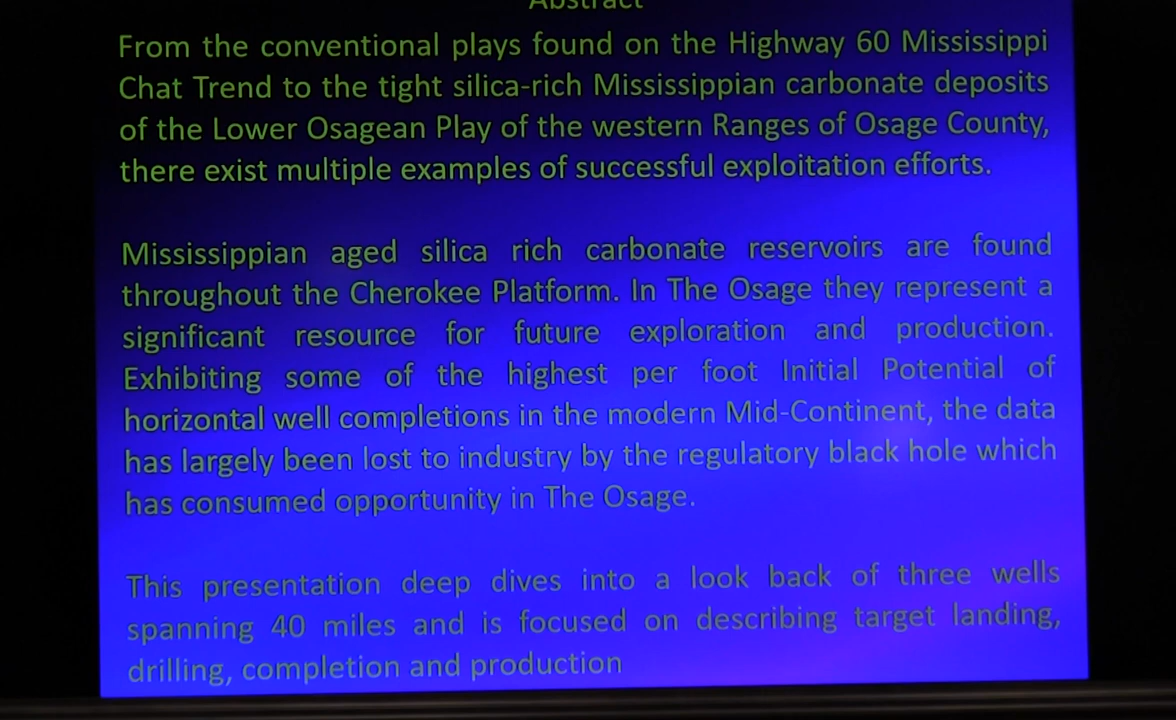 Abstract
From the conventional plays found on the Highway 60 Mississippi
Chat Trend to the tight silica-rich Mississippian carbonate deposits
of the Lower Osagean Play of the western Ranges of Osage County,
there exist multiple examples of successful exploitation efforts.
Mississippian aged silica rich carbonate reservoirs are found
throughout the Cherokee Platform. In The Osage they represent a
significant resource for future exploration and production.
Exhibiting some of the highest per foot Initial Potential of
horizontal well completions in the modern Mid-Continent, the data
has largely been lost to industry by the regulatory black hole which
has consumed opportunity in The Osage.
This presentation deep dives into a look back of three wells
spanning 40 miles and is focused on describing target landing,
drilling, completion and production